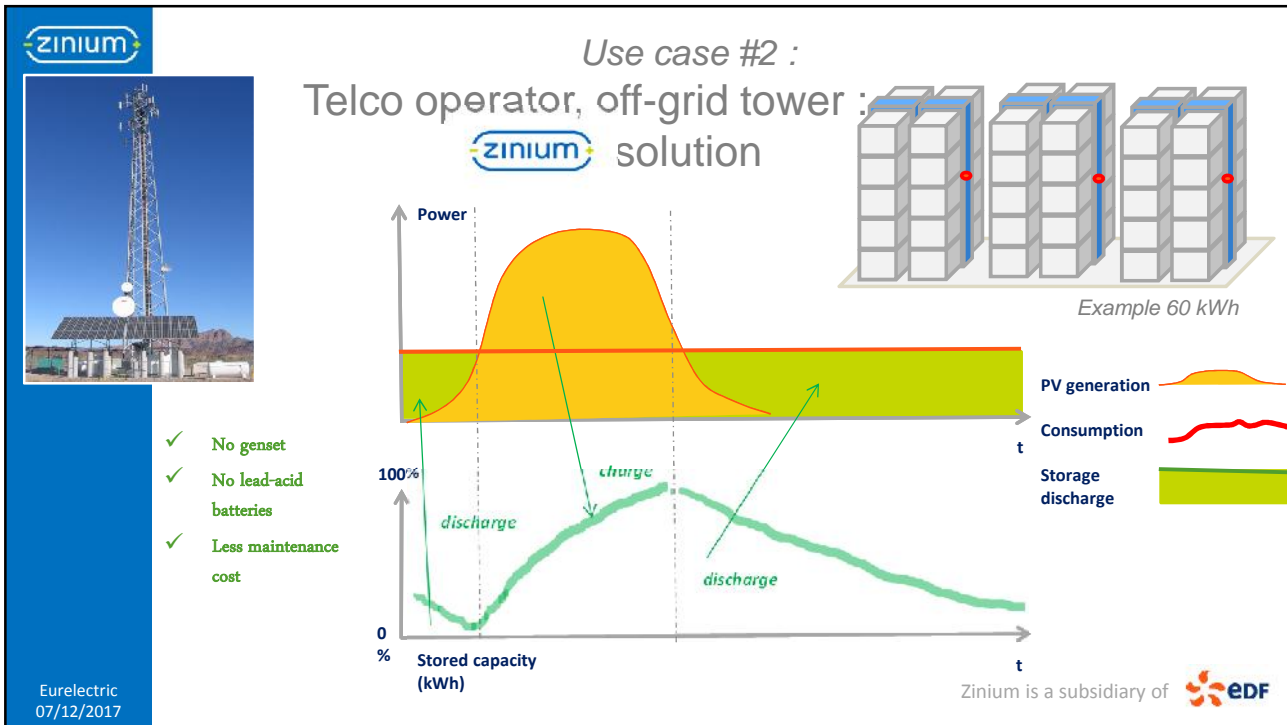 zinium
Use case #2 :
Telco operator, off-grid tower :
zinium solution
Example 60 kWh
Power
t
PV generation
Consumption
Storage
discharge
No genset
No lead-acid
batteries
Less maintenance
cost
100%
charge
discharge
discharge
0
%
Stored capacity
(kWh)
t
Eurelectric
07/12/2017
Zinium is a subsidiary of eDF